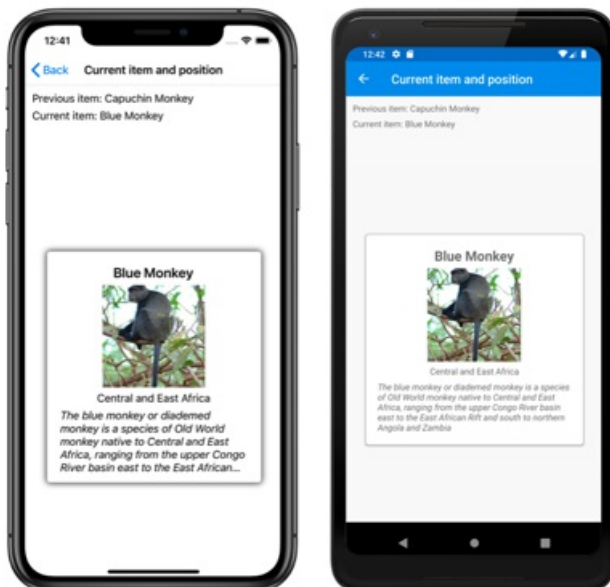 12:41
Back Current item and position
Previous item: Capuchin Monkey
Current item: Blue Monkey
Blue Monkey
Central and East Africa
The blue monkey or diademed
monkey is a species of Old World
monkey native to Central and East
Africa, ranging from the upper Congo
River basin east to the East African...
12:42
Current item and position
Previous item: Capuchin Monkey
Current item: Blue Monkey
Blue Monkey
Central and East Africa
The blue monkey or diademed monkey is a species
of Old World monkey native to Central and East
Africa, ranging from the upper Congo River basin
east to the East African Rift and south to northern
Angola and Zambia